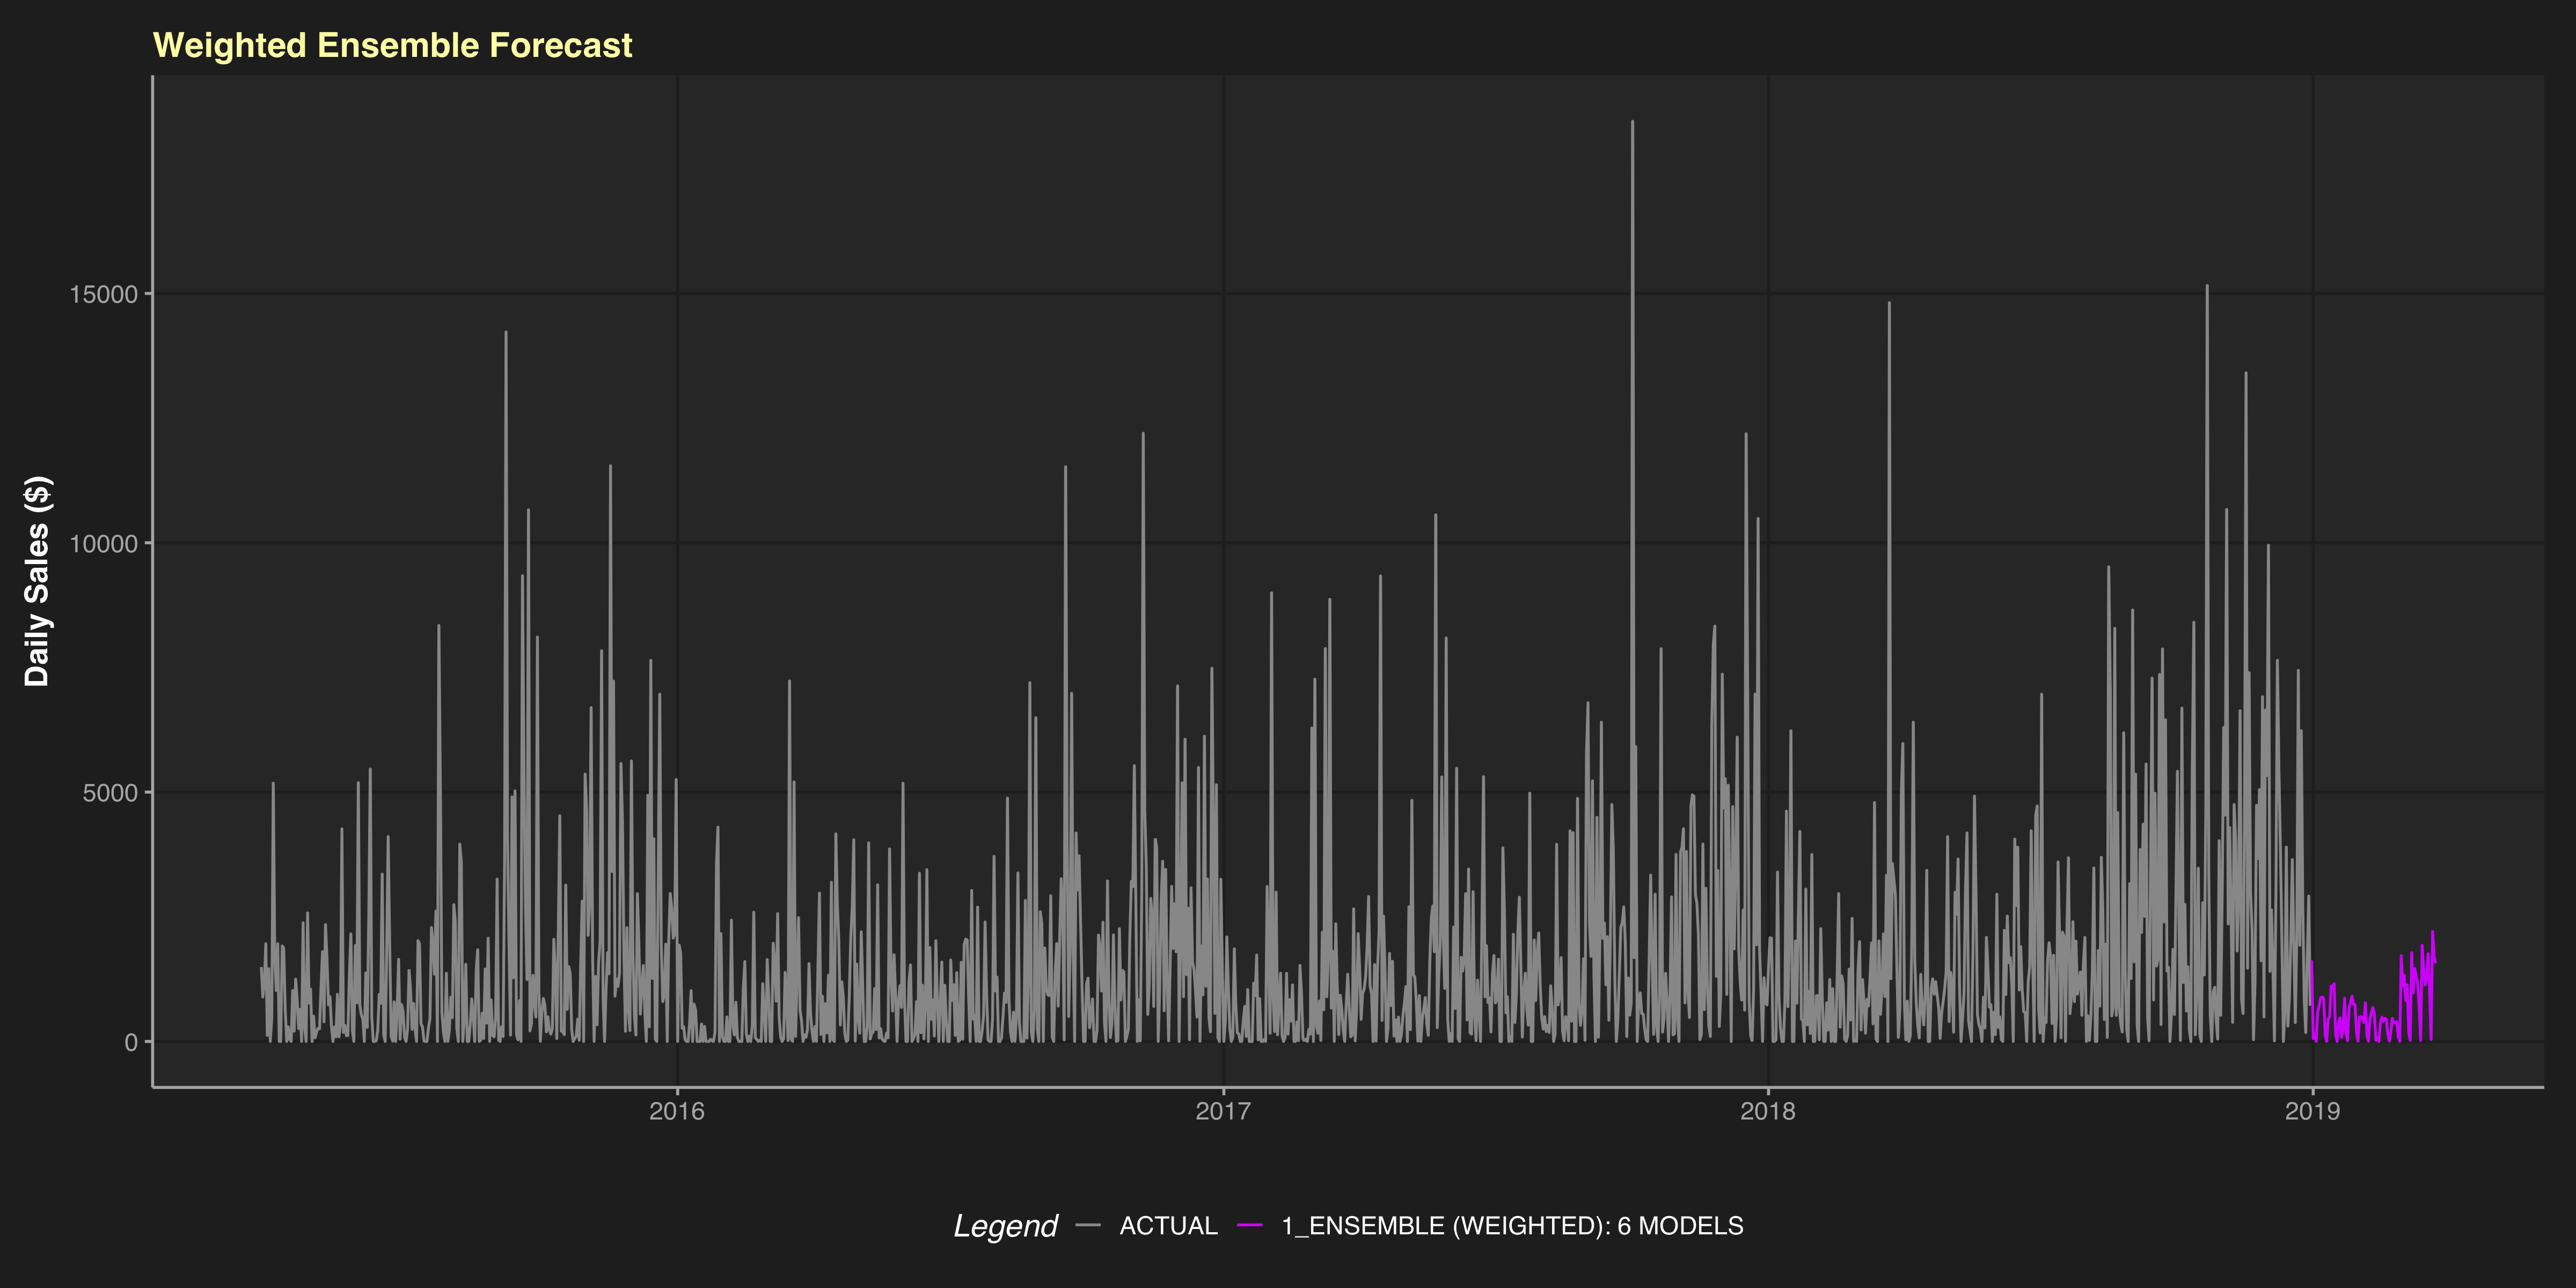 Weighted Ensemble Forecast
Daily Sales ($)
15000
10000
5000
0
2016 2017 2018 2019
Legend ACTUAL 1_ENSEMBLE (WEIGHTED): 6 MODELS